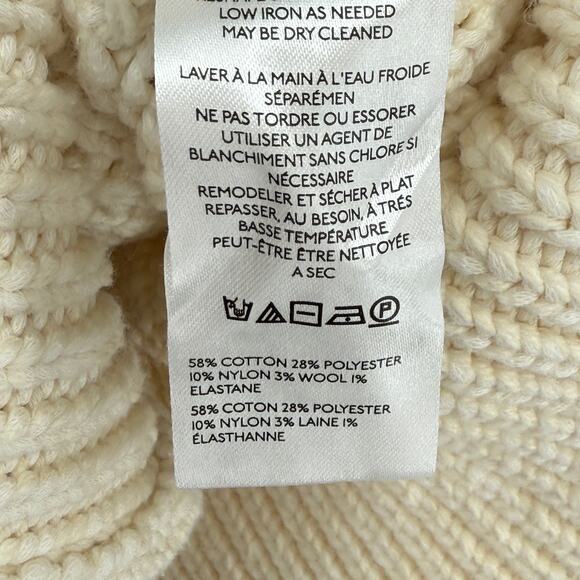 LOW IRON AS NEEDED
MAY BE DRY CLEANED
LAVER À LA MAIN À L'EAU FROIDE
SÉPARÉMEN
NE PAS TORDRE OU ESSORER
UTILISER UN AGENT DE
BLANCHIMENT SANS CHLORE SI
NÉCESSAIRE
REMODELER ET SÉCHER À PLAT
REPASSER, AU BESOIN, À TRÉS
BASSE TEMPÉRATURE
PEUT-ÊTRE ÊTRE NETTOYÉE
A SEC
P
58% COTTON 28% POLYESTER
10% NYLON 3% WOOL 1%
ELASTANE
58% COTON 28% POLYESTER
10% NYLON 3% LAINE 1%
ÉLASTHANNE